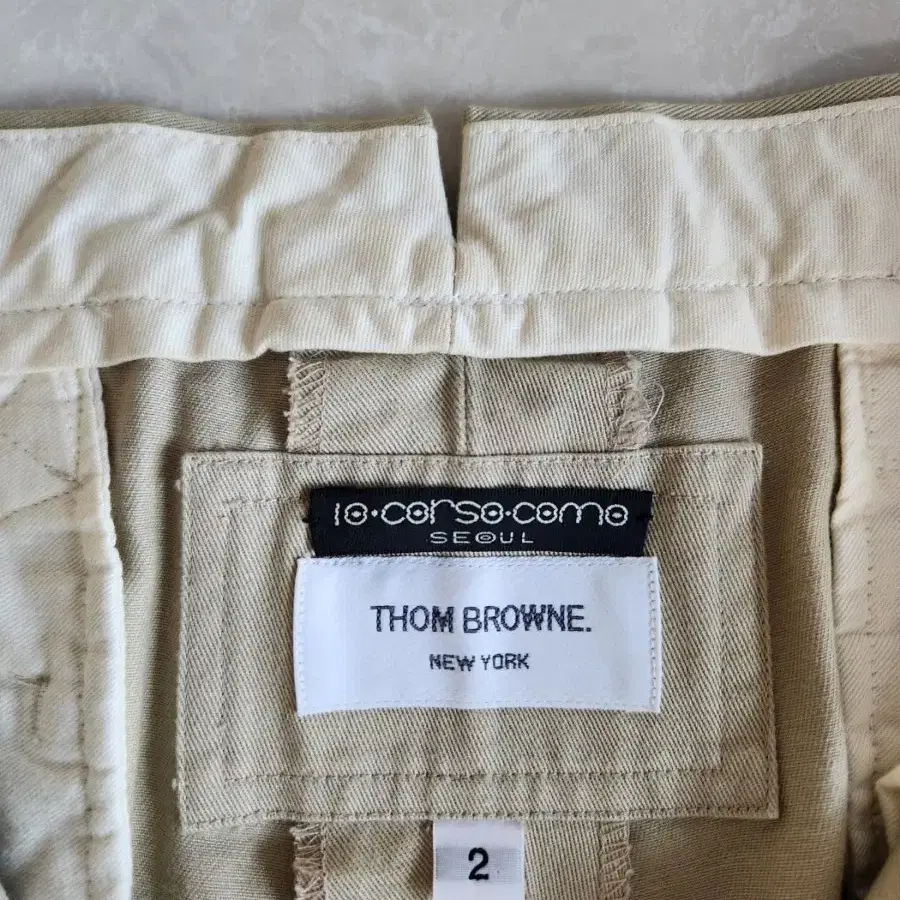 10·corso·como
SEOUL
THOM BROWNE.
NEW YORK
2